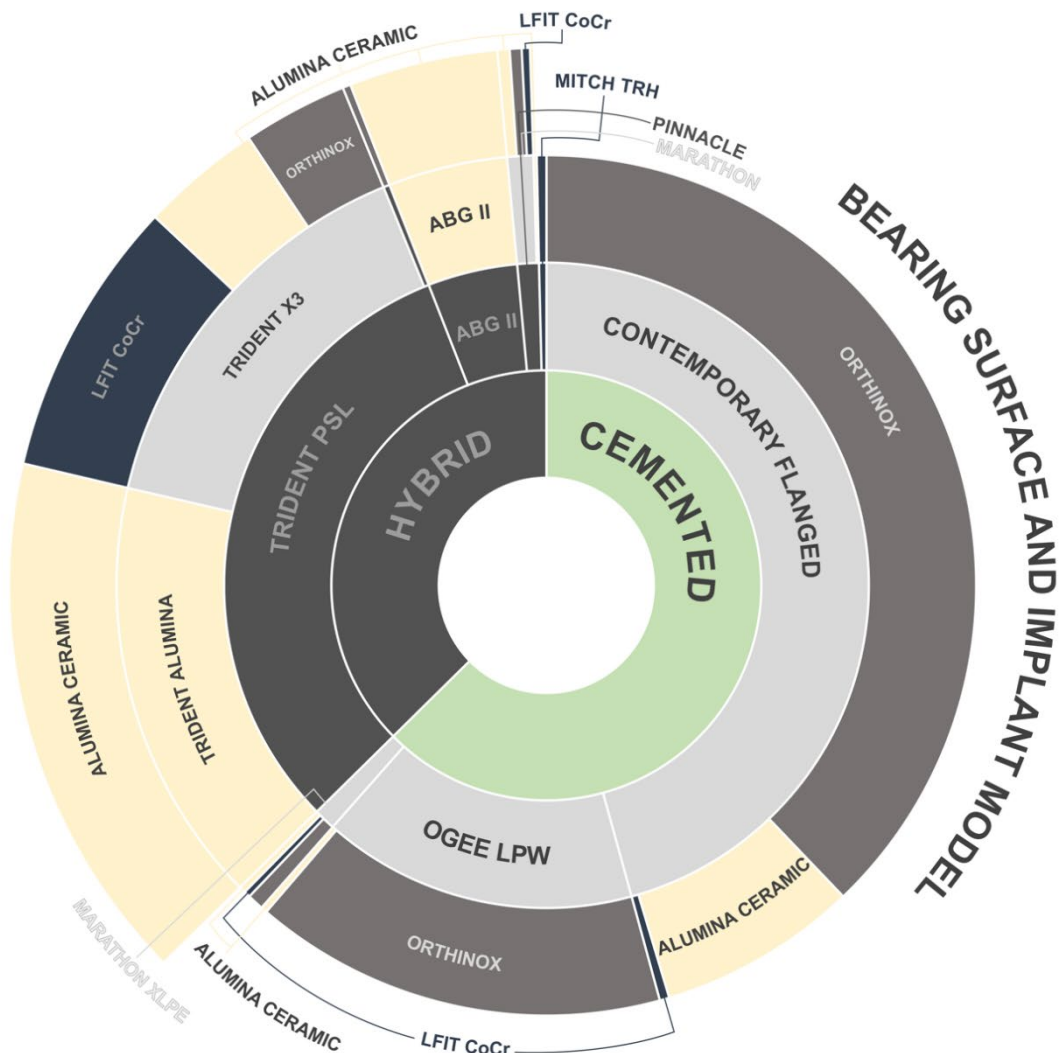 LFIT CoCr
ALUMINA CERAMIC
MITCH TRH
PINNACLE
MARATHON
ORTHINOX
ABG II
ABG II
BEARING SURFACE AND IMPLANT MODEL
CONTEMPORARY FLANGED
ORTHINOX
LFIT CoCr
TRIDENT X3
TRIDENT PSL
HYBRID
CEMENTED
ALUMINA CERAMIC
TRIDENT ALUMINA
OGEE LPW
ALUMINA CERAMIC
ORTHINOX
MARATHON XLPE
ALUMINA CERAMIC
LFIT CoCr